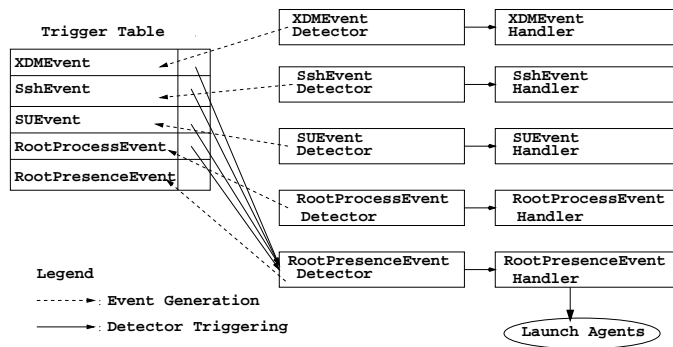 Trigger Table
XDMEvent
SshEvent
SUEvent
RootProcessEvent
RootPresenceEvent
XDMEvent
Detector
XDMEvent
Handler
SshEvent
Detector
SshEvent
Handler
SUEvent
Detector
SUEvent
Handler
RootProcessEvent
Detector
RootProcessEvent
Handler
RootPresenceEvent
Detector
RootPresenceEvent
Handler
Launch Agents
Legend
: Event Generation
: Detector Triggering